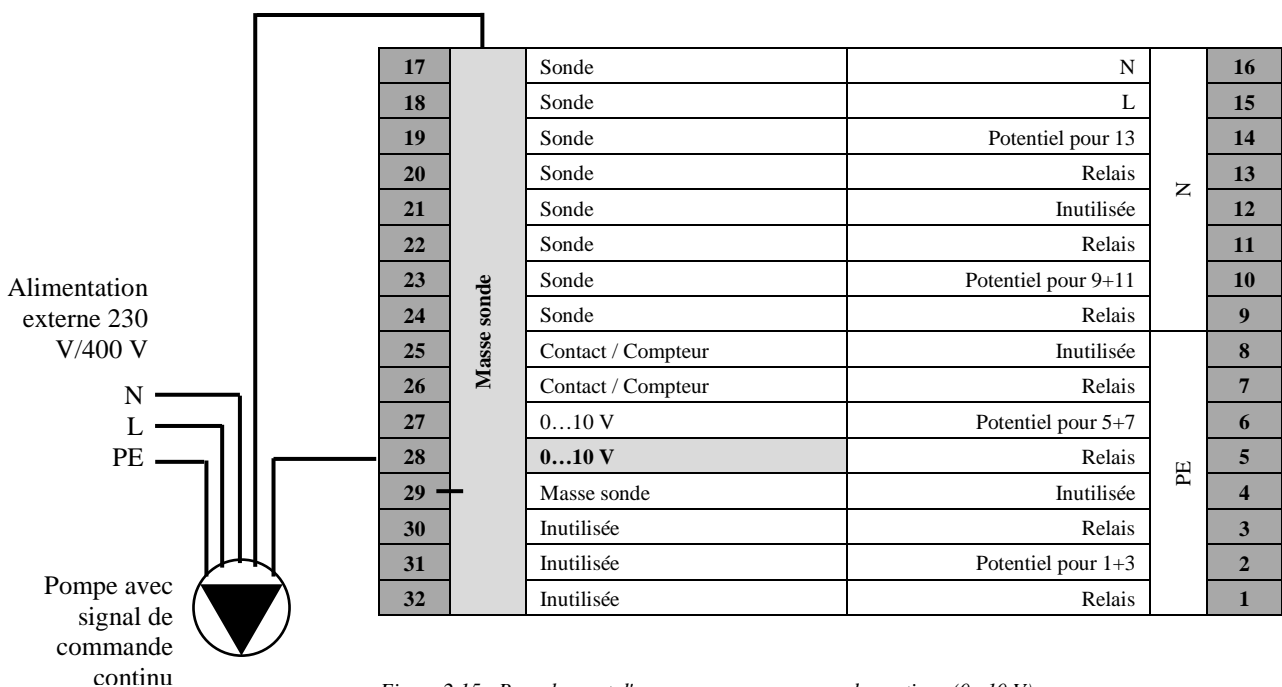 17 Sonde N 16
18 Sonde L 15
19 Sonde Potentiel pour 13 14
20 Sonde Relais 13
21 Sonde Inutilisée 12
22 Sonde Relais 11
23 Sonde Potentiel pour 9+11 10
24 Sonde Relais 9
25 Contact / Compteur Inutilisée 8
26 Contact / Compteur Relais 7
27 0…10 V Potentiel pour 5+7 6
28 0…10 V Relais 5
29 Masse sonde Inutilisée 4
30 Inutilisée Relais 3
31 Inutilisée Potentiel pour 1+3 2
32 Inutilisée Relais 1
Masse sonde
N
PE
Alimentation
externe 230
V/400 V
N
L
PE
Pompe avec
signal de
commande
continu